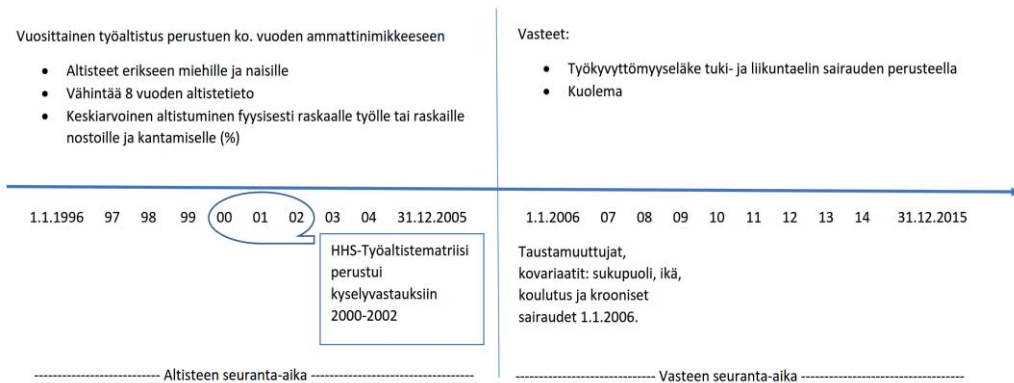 Vuosittainen työaltistus perustuen ko. vuoden ammattinimikkeeseen
• Altisteet erikseen miehille ja naisille
• Vähintää 8 vuoden altistetieto
• Keskiarvoinen altistuminen fyysisesti raskaalle työlle tai raskaille
nostoille ja kantamiselle (%)
Vasteet:
• Työkyvyttömyyseläke tuki- ja liikuntaelin sairauden perusteella
• Kuolema
1.1.1996 97 98 99 00 01 02 03 04 31.12.2005 1.1.2006 07 08 09 10 11 12 13 14 31.12.2015
HHS-Työaltistematriisi
perustui
kyselyvastauksiin
2000-2002
Taustamuuttujat,
kovariaatit: sukupuoli, ikä,
koulutus ja krooniset
sairaudet 1.1.2006.
-------------------------- Altisteen seuranta-aika ---------------------------------
---------------------------- Vasteen seuranta-aika ---------------------------------